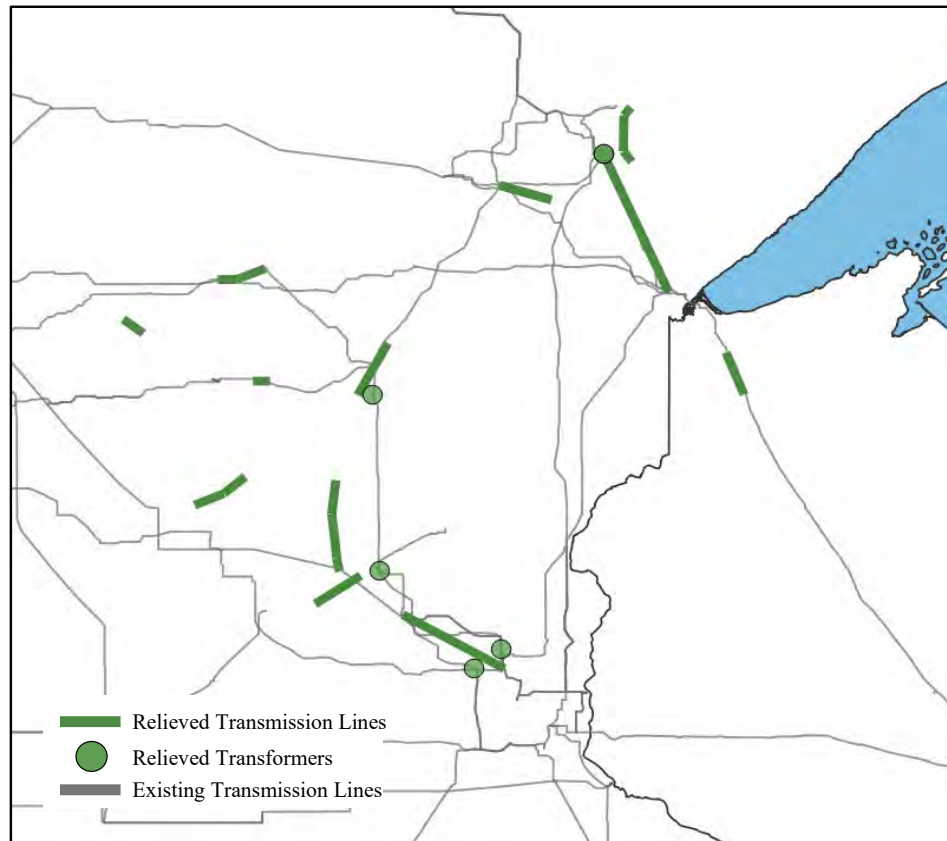 Relieved Transmission Lines
Relieved Transformers
Existing Transmission Lines